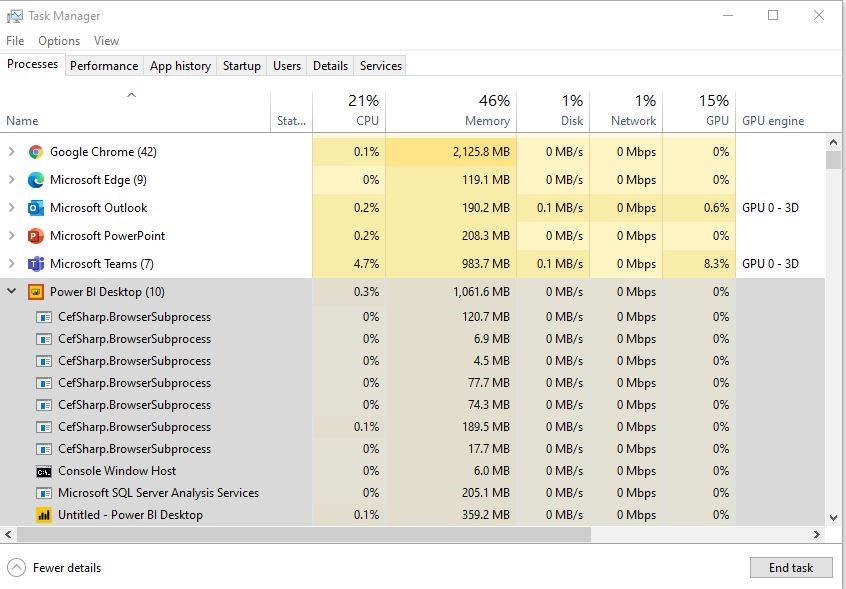 Task Manager
File Options View
Processes Performance App history Startup Users Details Services
21% 46% 1% 1% 15%
Name Stat... CPU Memory Disk Network GPU GPU engine
Google Chrome (42) 0.1% 2,125.8 MB 0 MB/s 0 Mbps 0%
Microsoft Edge (9) 0% 119.1 MB 0 MB/s 0 Mbps 0%
Microsoft Outlook 0.2% 190.2 MB 0.1 MB/s 0 Mbps 0.6% GPU 0 - 3D
Microsoft PowerPoint 0.2% 208.3 MB 0 MB/s 0 Mbps 0%
Microsoft Teams (7) 4.7% 983.7 MB 0.1 MB/s 0 Mbps 8.3% GPU 0 - 3D
Power BI Desktop (10) 0.3% 1,061.6 MB 0 MB/s 0 Mbps 0%
CefSharp.BrowserSubprocess 0% 120.7 MB 0 MB/s 0 Mbps 0%
CefSharp.BrowserSubprocess 0% 6.9 MB 0 MB/s 0 Mbps 0%
CefSharp.BrowserSubprocess 0% 4.5 MB 0 MB/s 0 Mbps 0%
CefSharp.BrowserSubprocess 0% 77.7 MB 0 MB/s 0 Mbps 0%
CefSharp.BrowserSubprocess 0% 74.3 MB 0 MB/s 0 Mbps 0%
CefSharp.BrowserSubprocess 0.1% 189.5 MB 0 MB/s 0 Mbps 0%
CefSharp.BrowserSubprocess 0% 17.7 MB 0 MB/s 0 Mbps 0%
Console Window Host 0% 6.0 MB 0 MB/s 0 Mbps 0%
Microsoft SQL Server Analysis Services 0% 205.1 MB 0 MB/s 0 Mbps 0%
Untitled - Power BI Desktop 0.1% 359.2 MB 0 MB/s 0 Mbps 0%
Fewer details End task